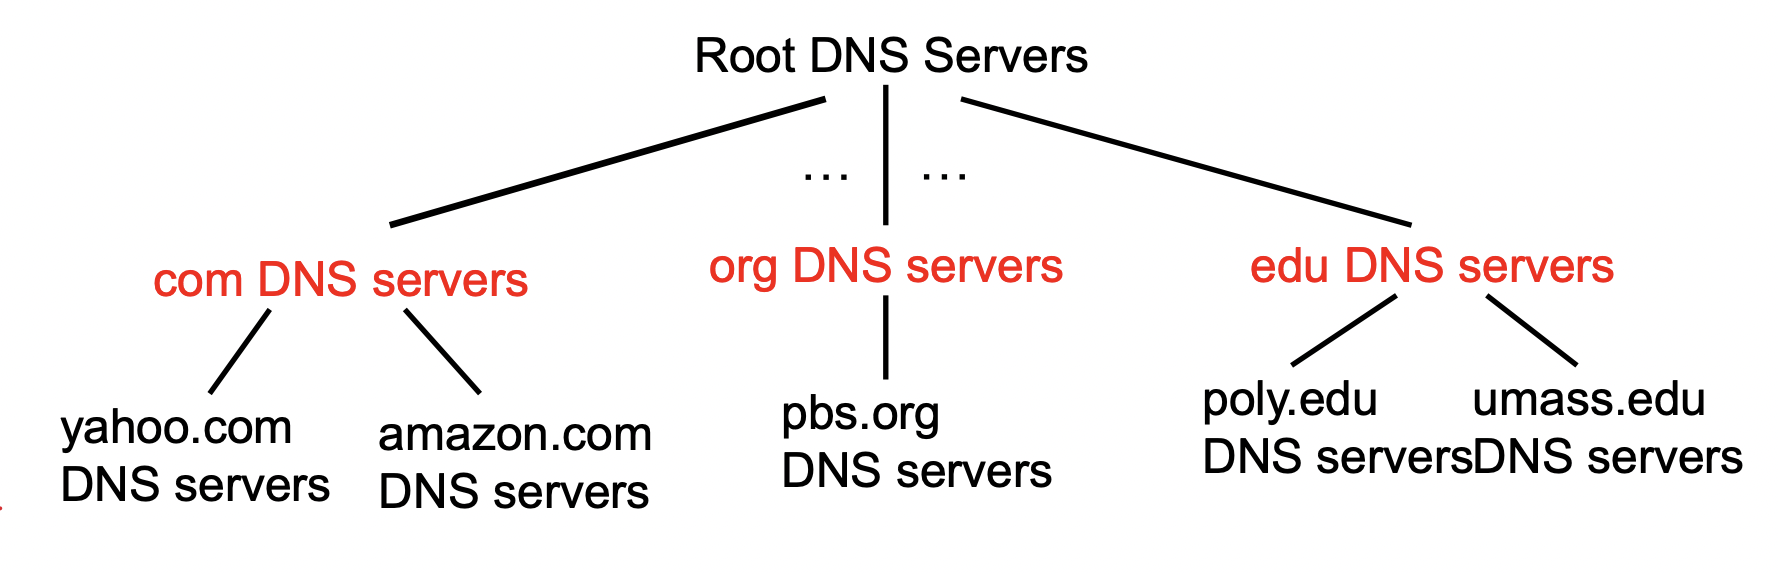 Root DNS Servers
... ...
com DNS servers
org DNS servers
edu DNS servers
yahoo.com
DNS servers
amazon.com
DNS servers
pbs.org
DNS servers
poly.edu
DNS servers
umass.edu
DNS servers